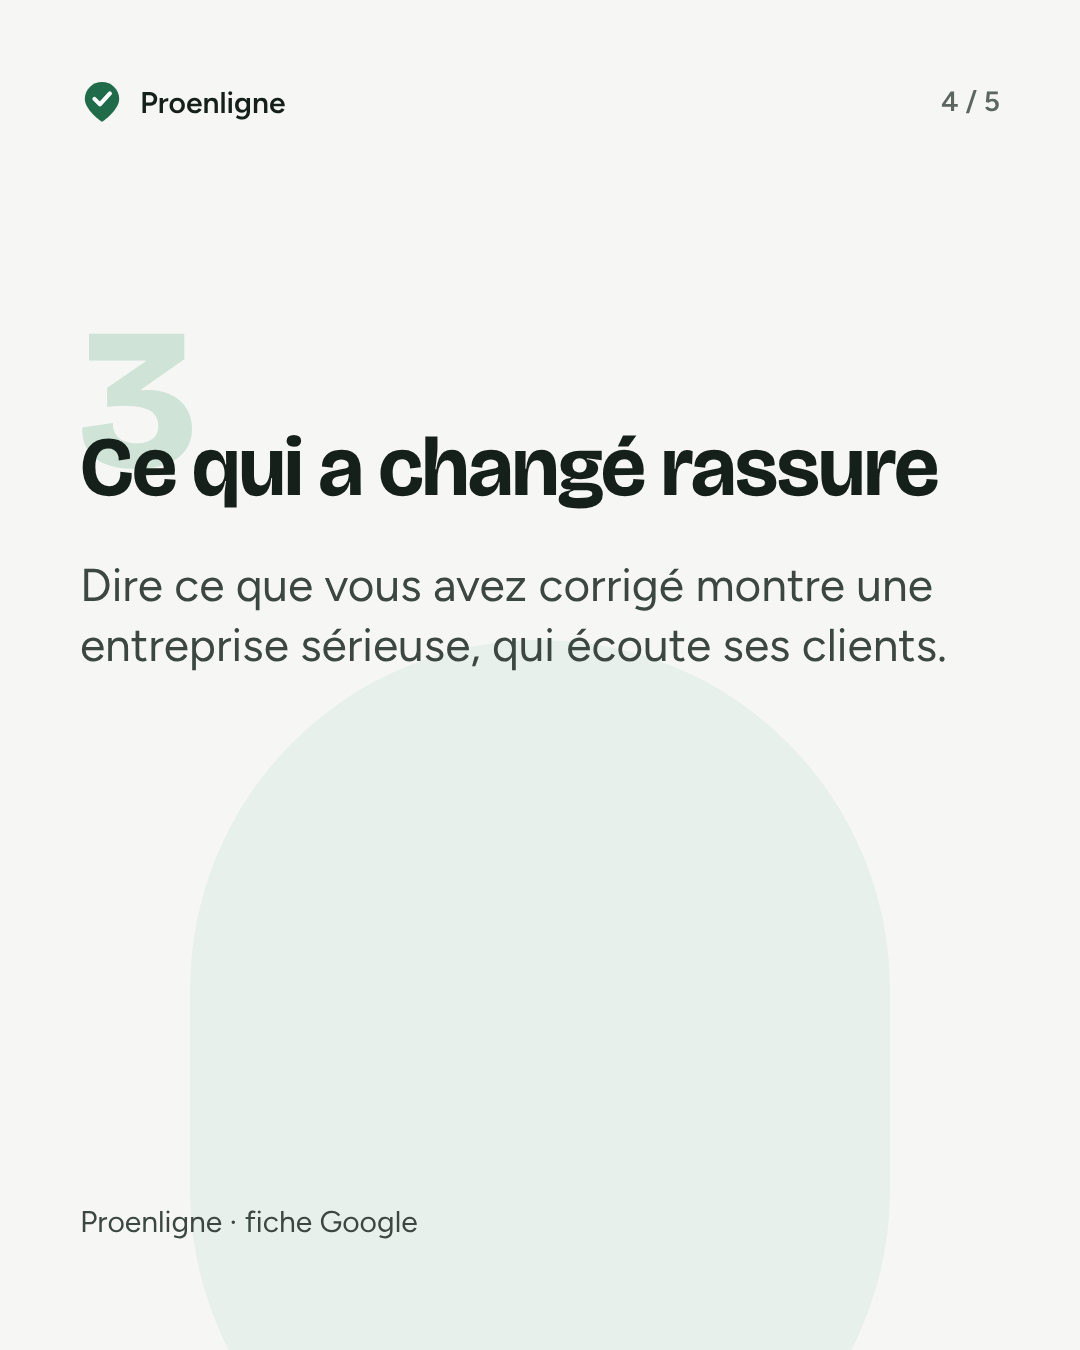 Proenligne
4 / 5
3
Ce qui a changé rassure
Dire ce que vous avez corrigé montre une
entreprise sérieuse, qui écoute ses clients.
Proenligne · fiche Google